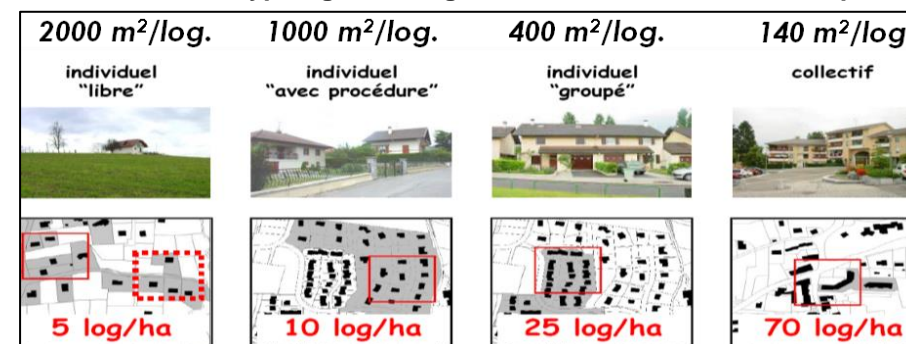 2000 m²/log. 1000 m²/log. 400 m²/log. 140 m²/log
individuel "libre"
individuel "avec procédure"
individuel "groupé"
collectif
5 log/ha 10 log/ha 25 log/ha 70 log/ha